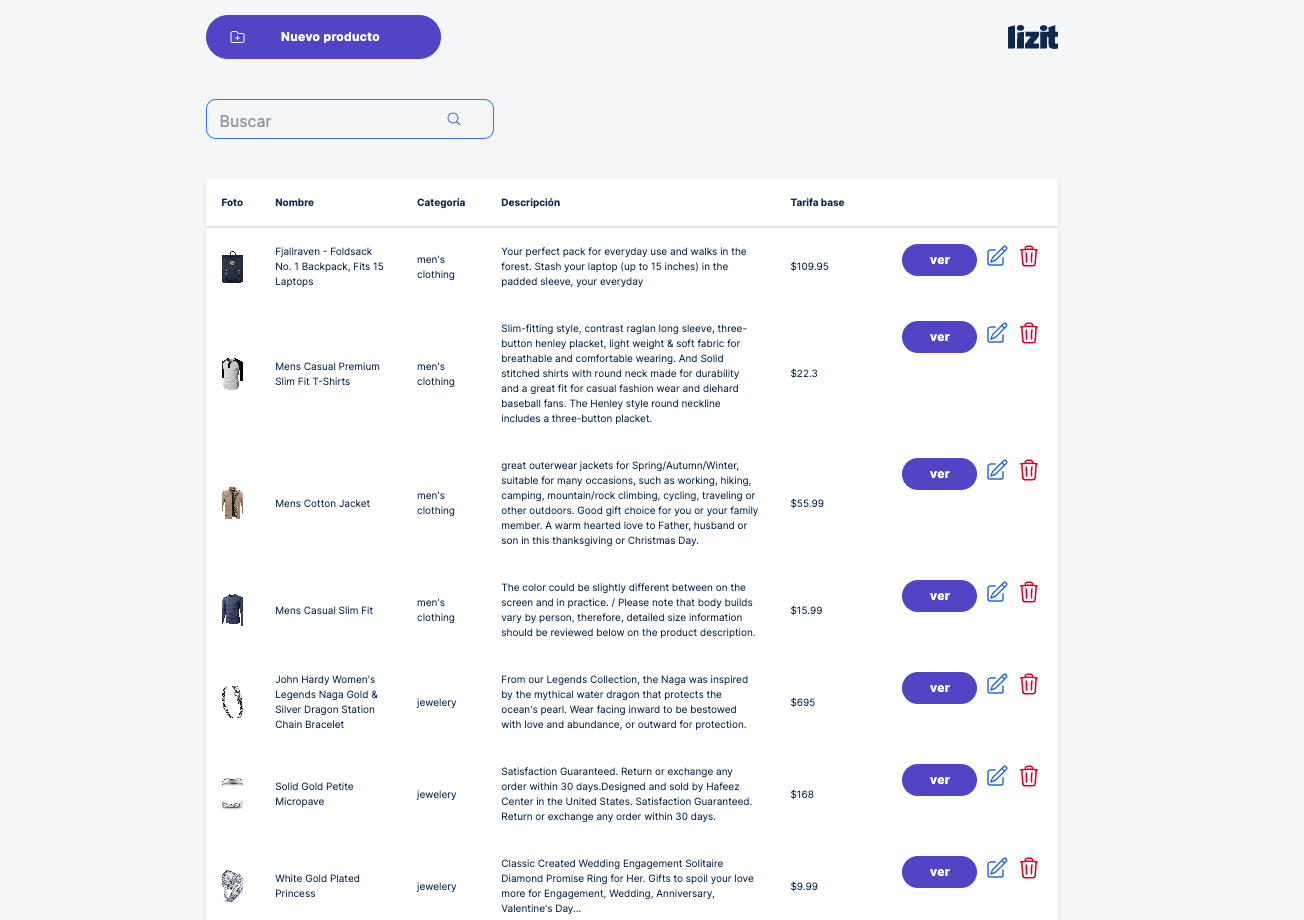 Nuevo producto
lizit
Buscar
Foto Nombre Categoría Descripción Tarifa base
Fjallraven - Foldsack
No. 1 Backpack, Fits 15
Laptops
men's
clothing
Your perfect pack for everyday use and walks in the
forest. Stash your laptop (up to 15 inches) in the
padded sleeve, your everyday
$109.95
ver
Mens Casual Premium
Slim Fit T-Shirts
men's
clothing
Slim-fitting style, contrast raglan long sleeve, three-
button henley placket, light weight & soft fabric for
breathable and comfortable wearing. And Solid
stitched shirts with round neck made for durability
and a great fit for casual fashion wear and diehard
baseball fans. The Henley style round neckline
includes a three-button placket.
$22.3
ver
Mens Cotton Jacket
men's
clothing
great outerwear jackets for Spring/Autumn/Winter,
suitable for many occasions, such as working, hiking,
camping, mountain/rock climbing, cycling, traveling or
other outdoors. Good gift choice for you or your family
member. A warm hearted love to Father, husband or
son in this thanksgiving or Christmas Day.
$55.99
ver
Mens Casual Slim Fit
men's
clothing
The color could be slightly different between on the
screen and in practice. / Please note that body builds
vary by person, therefore, detailed size information
should be reviewed below on the product description.
$15.99
ver
John Hardy Women's
Legends Naga Gold &
Silver Dragon Station
Chain Bracelet
jewelery
From our Legends Collection, the Naga was inspired
by the mythical water dragon that protects the
ocean's pearl. Wear facing inward to be bestowed
with love and abundance, or outward for protection.
$695
ver
Solid Gold Petite
Micropave
jewelery
Satisfaction Guaranteed. Return or exchange any
order within 30 days.Designed and sold by Hafeez
Center in the United States. Satisfaction Guaranteed.
Return or exchange any order within 30 days.
$168
ver
White Gold Plated
Princess
jewelery
Classic Created Wedding Engagement Solitaire
Diamond Promise Ring for Her. Gifts to spoil your love
more for Engagement, Wedding, Anniversary,
Valentine's Day...
$9.99
ver